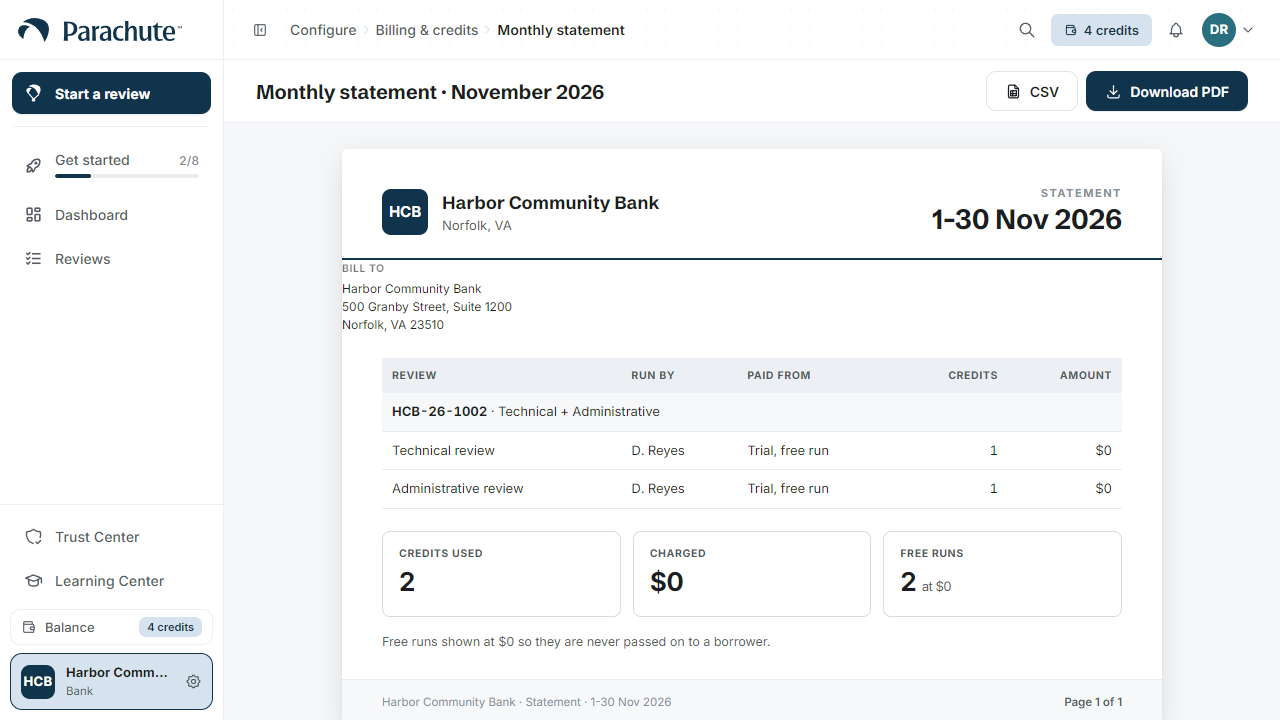 Parachute™
Configure > Billing & credits > Monthly statement
4 credits
DR
Start a review
Monthly statement · November 2026
CSV
Download PDF
Get started 2/8
Dashboard
Reviews
HCB
Harbor Community Bank
Norfolk, VA
STATEMENT
1-30 Nov 2026
BILL TO
Harbor Community Bank
500 Granby Street, Suite 1200
Norfolk, VA 23510
REVIEW RUN BY PAID FROM CREDITS AMOUNT
HCB-26-1002 · Technical + Administrative
Technical review D. Reyes Trial, free run 1 $0
Administrative review D. Reyes Trial, free run 1 $0
CREDITS USED
2
CHARGED
$0
FREE RUNS
2 at $0
Free runs shown at $0 so they are never passed on to a borrower.
Harbor Community Bank · Statement · 1-30 Nov 2026
Page 1 of 1
Trust Center
Learning Center
Balance 4 credits
HCB
Harbor Comm...
Bank